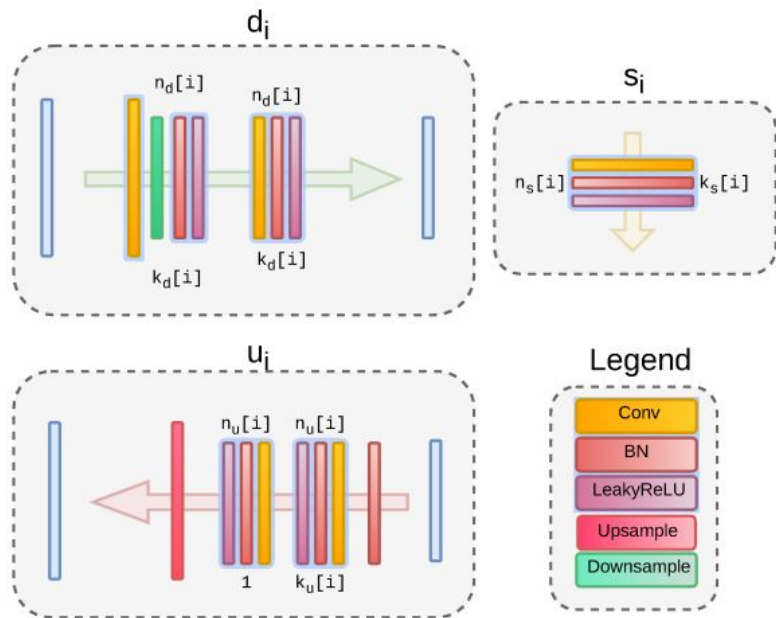 d_i
n_d[i]
n_d[i]
k_d[i]
k_d[i]
s_i
n_s[i]
k_s[i]
u_i
n_u[i]
n_u[i]
1
k_u[i]
Legend
Conv
BN
LeakyReLU
Upsample
Downsample